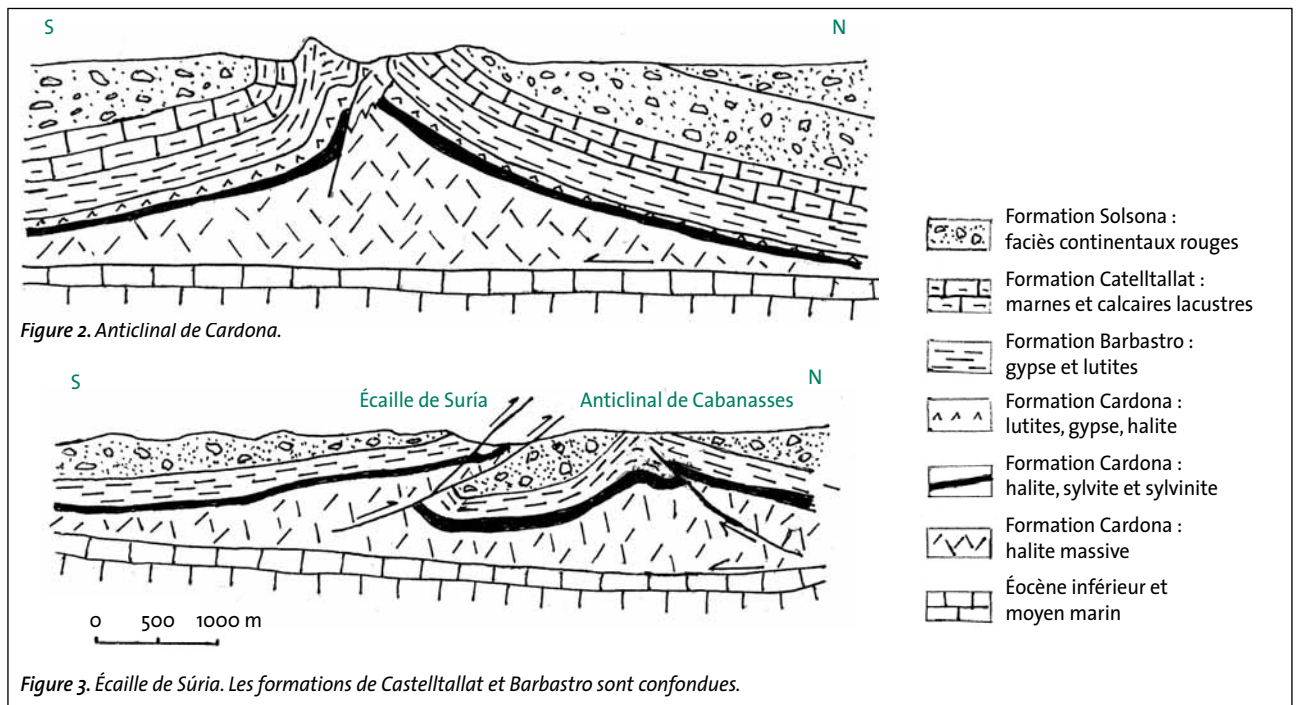 S
N
Figure 2. Anticlinal de Cardona.
S
N
Écaille de Suría
Anticlinal de Cabanasses
0 500 1000 m
Figure 3. Écaille de Súria. Les formations de Castelltallat et Barbastro sont confondues.
Formation Solsona :
faciès continentaux rouges
Formation Catelltallat :
marnes et calcaires lacustres
Formation Barbastro :
gypse et lutites
Formation Cardona :
lutites, gypse, halite
Formation Cardona :
halite, sylvite et sylvinite
Formation Cardona :
halite massive
Éocène inférieur et
moyen marin